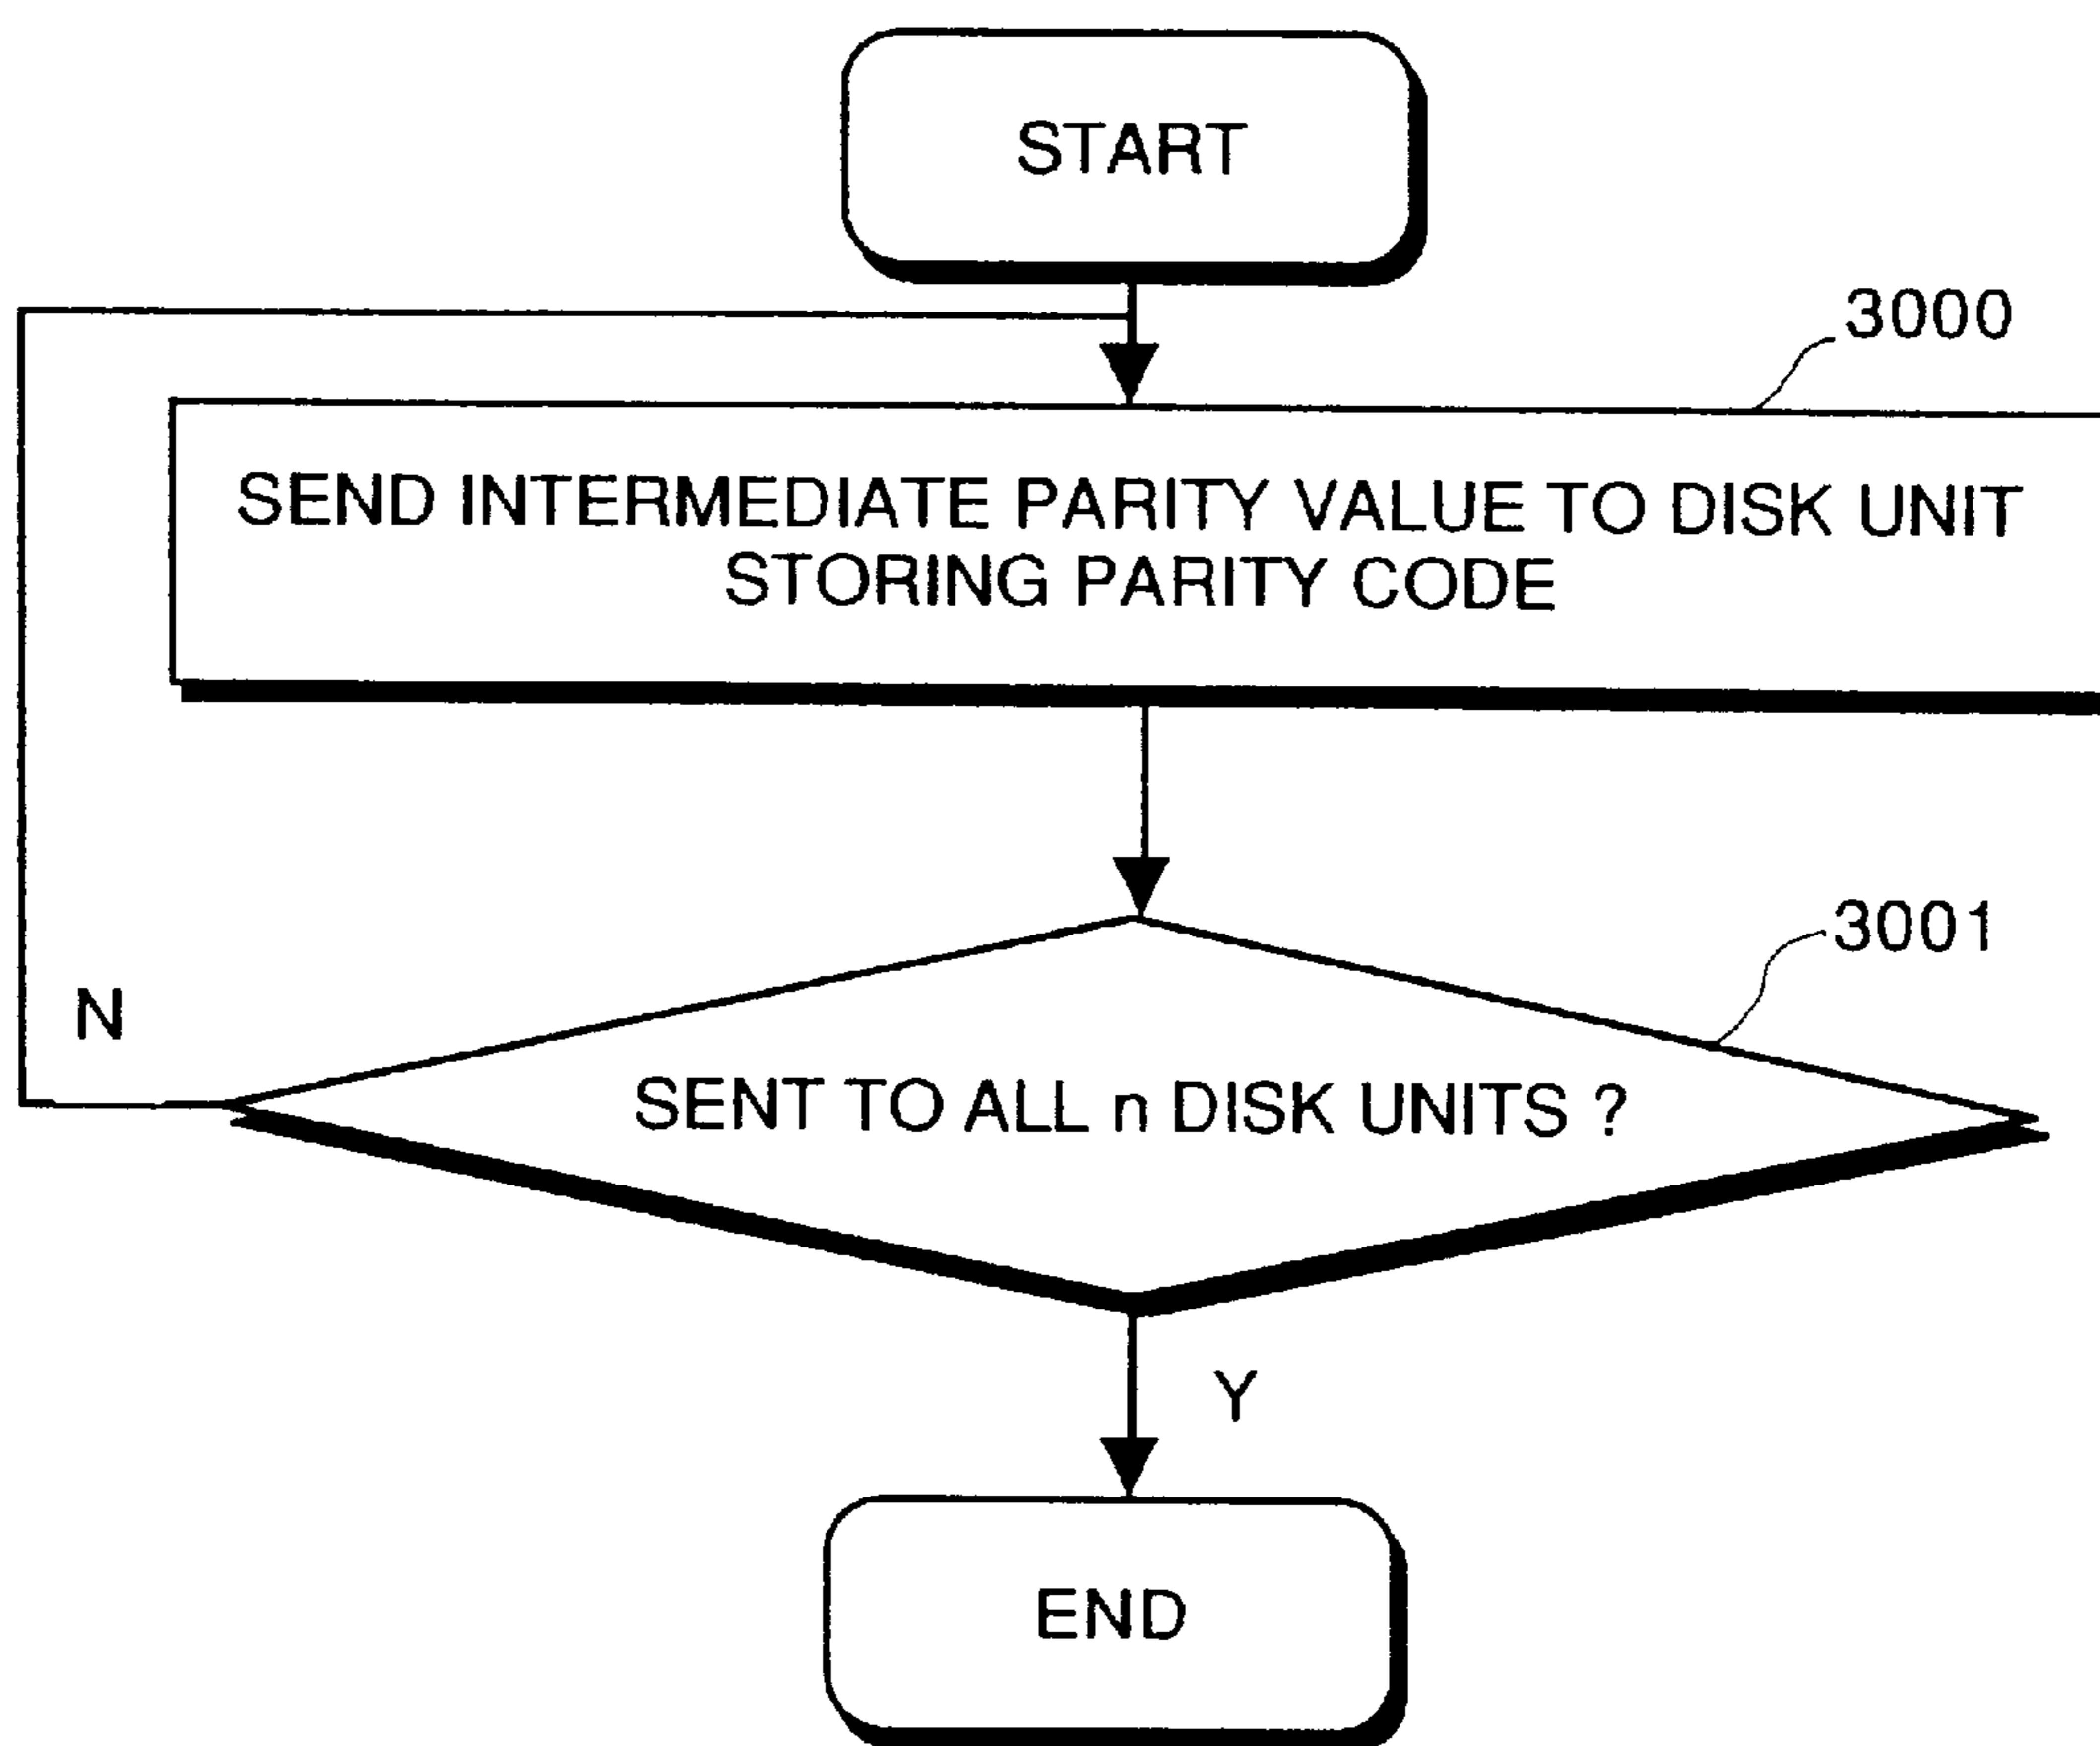 START
3000
SEND INTERMEDIATE PARITY VALUE TO DISK UNIT
STORING PARITY CODE
3001
N
SENT TO ALL n DISK UNITS ?
Y
END